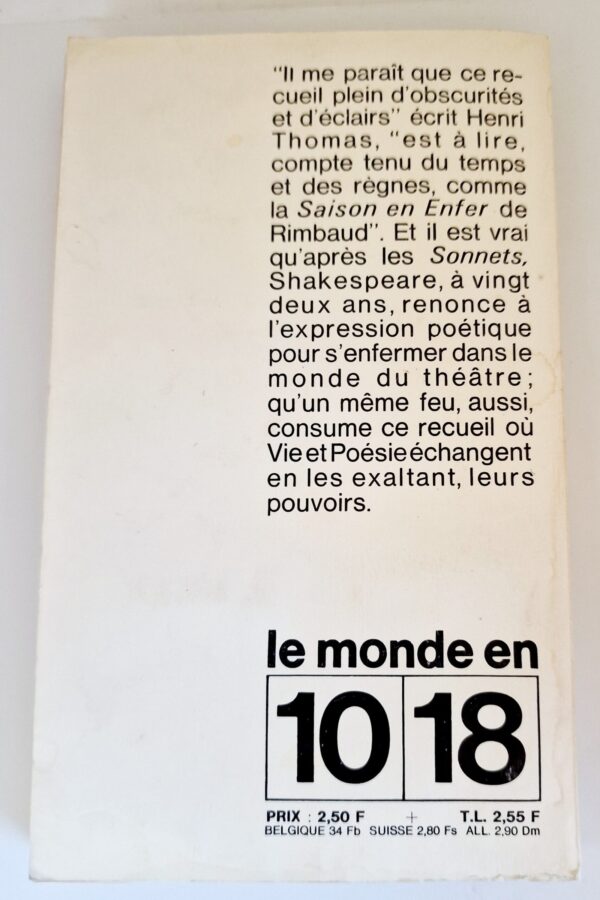 "Il me paraît que ce re-
cueil plein d'obscurités
et d'éclairs" écrit Henri
Thomas, "est à lire,
compte tenu du temps
et des règnes, comme
la Saison en Enfer de
Rimbaud". Et il est vrai
qu'après les Sonnets,
Shakespeare, à vingt
deux ans, renonce à
l'expression poétique
pour s'enfermer dans le
monde du théâtre;
qu'un même feu, aussi,
consume ce recueil où
Vie et Poésie échangent
en les exaltant, leurs
pouvoirs.
le monde en
10 18
PRIX : 2,50 F + T.L. 2,55 F
BELGIQUE 34 Fb SUISSE 2,80 Fs ALL. 2,90 Dm